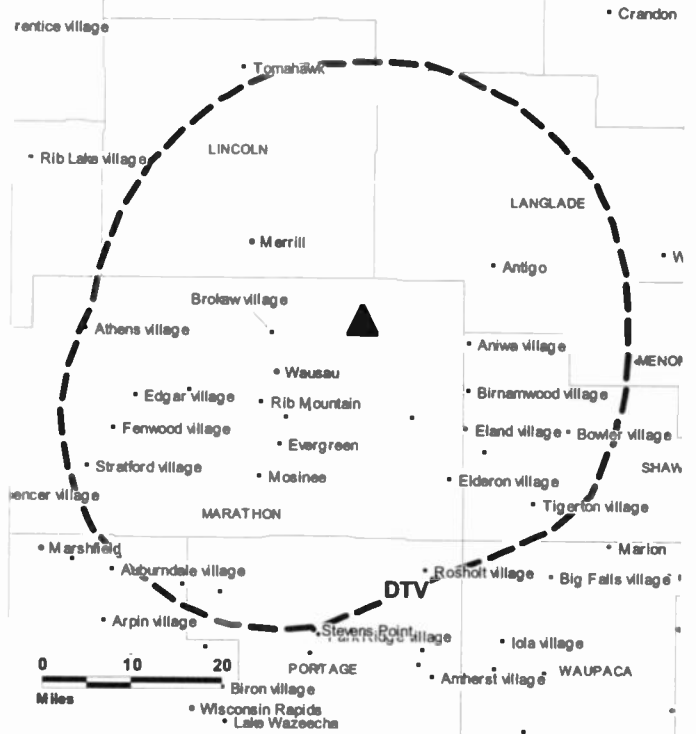 Crandon
rentice village
Tomahawk
LINCOLN
Rib Lake village
LANGLADE
Merrill
W
Antigo
Brokaw village
Athens village
Aniwa village
MENOM
Wausau
Edgar village
Rib Mountain
Birnamwood village
Fenwood village
Eland village
Bowler village
Evergreen
Stratford village
SHAW
Mosinee
Elderon village
encer village
Tigerton village
MARATHON
Marshfield
Marion
Auburndale village
Rosholt village
Big Falls village
DTV
Arpin village
Stevens Point
Park Ridge village
Iola village
0 10 20
PORTAGE
WAUPACA
Amherst village
Miles
Biron village
Wisconsin Rapids
Lake Wazeecha